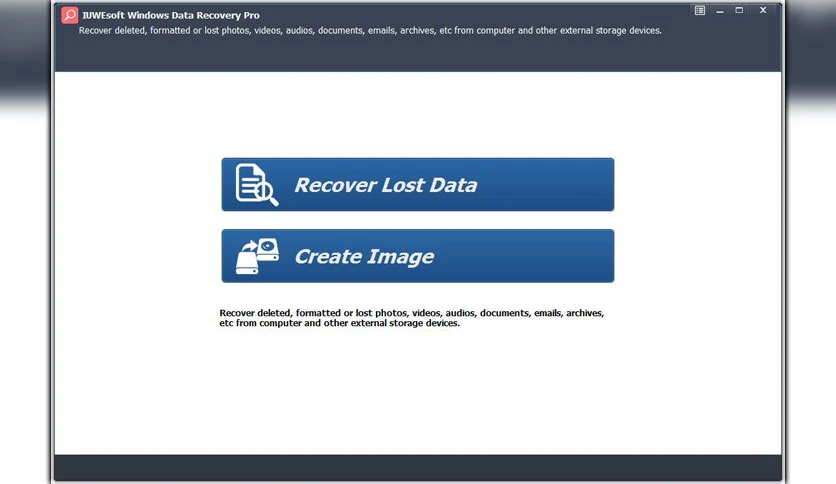 IUWEsoft Windows Data Recovery Pro
Recover deleted, formatted or lost photos, videos, audios, documents, emails, archives, etc from computer and other external storage devices.
Recover Lost Data
Create Image
Recover deleted, formatted or lost photos, videos, audios, documents, emails, archives,
etc from computer and other external storage devices.